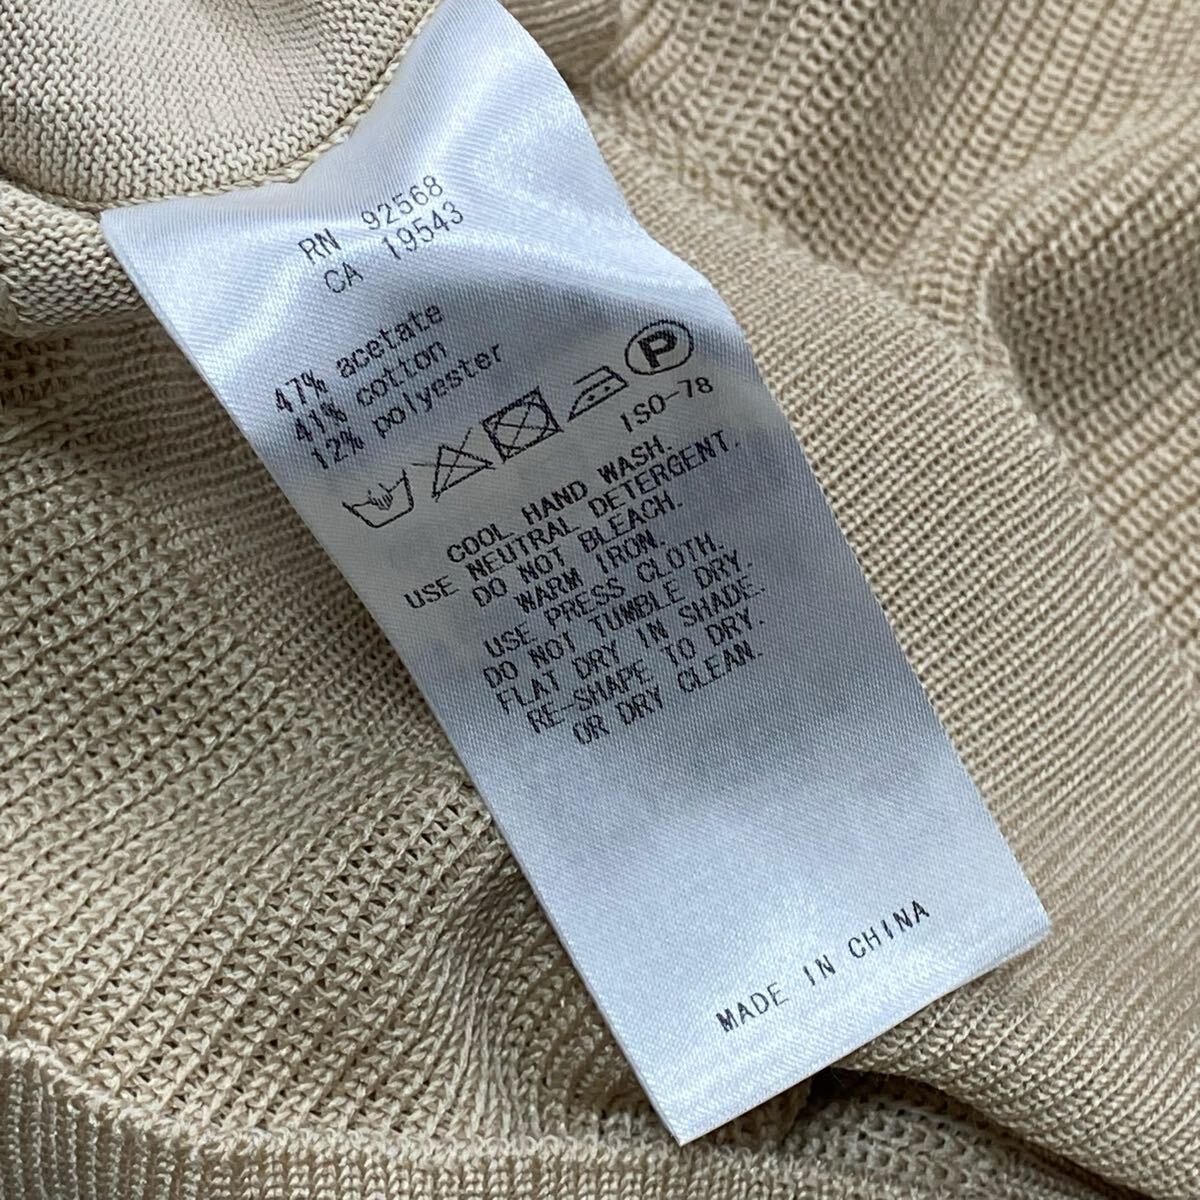 RN 92568
CA 19543
47% acetate
41% cotton
12% polyester
P
ISO-78
COOL HAND WASH.
USE NEUTRAL DETERGENT.
DO NOT BLEACH.
WARM IRON.
USE PRESS CLOTH.
DO NOT TUMBLE DRY.
FLAT DRY IN SHADE.
RE-SHAPE TO DRY.
OR DRY CLEAN.
MADE IN CHINA